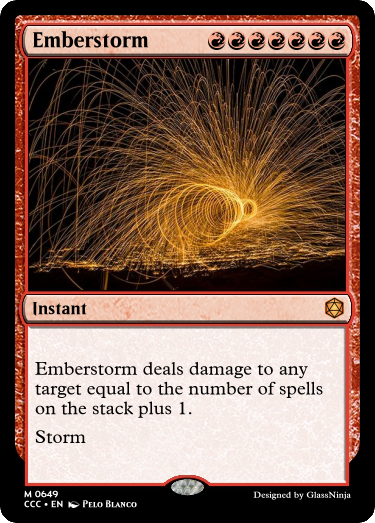 Emberstorm
Instant
Emberstorm deals damage to any
target equal to the number of spells
on the stack plus 1.
Storm
M 0649
CCC • EN Pelo Blanco
Designed by GlassNinja